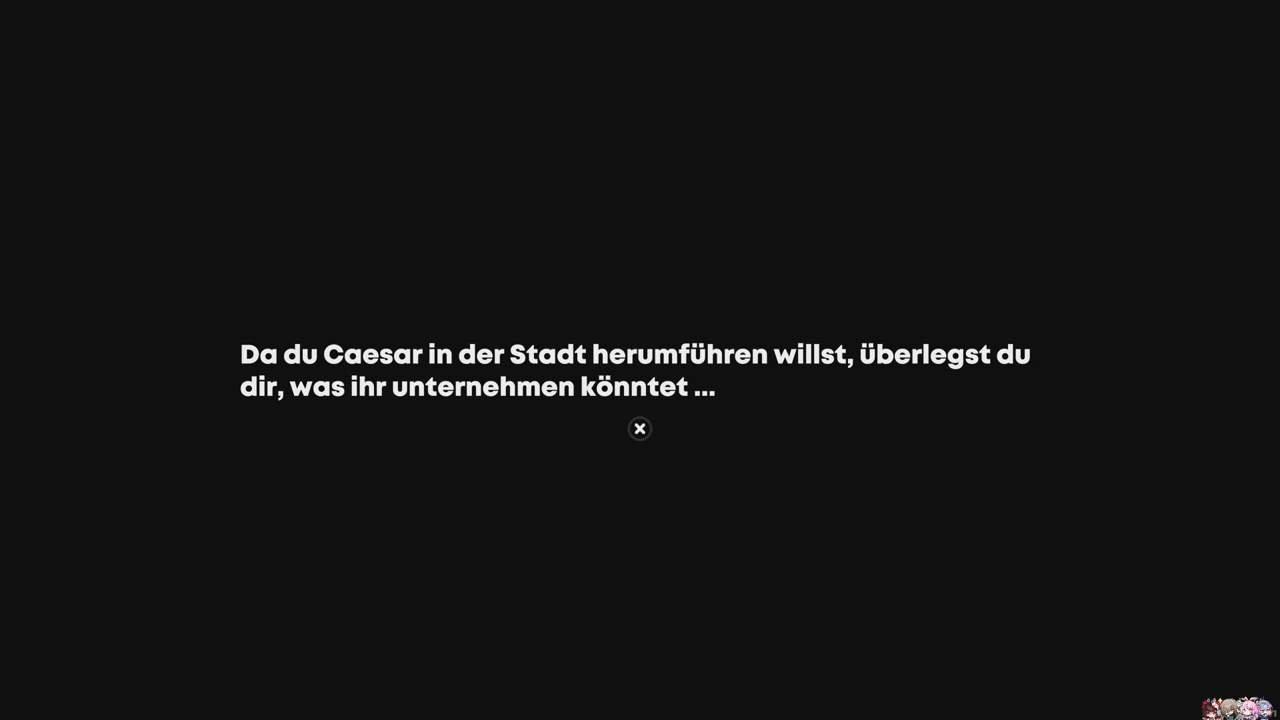 Da du Caesar in der Stadt herumführen willst, überlegst du
dir, was ihr unternehmen könntet ...